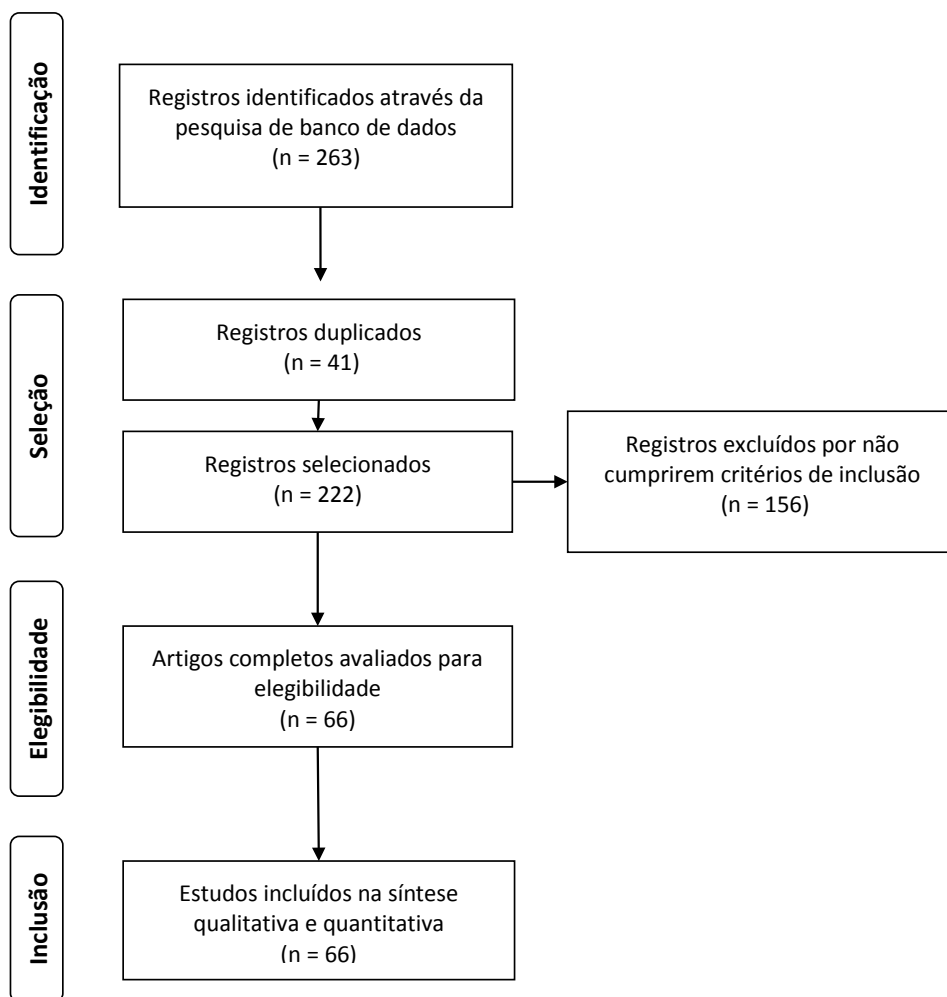 Identificação
Registros identificados através da
pesquisa de banco de dados
(n = 263)
Seleção
Registros duplicados
(n = 41)
Registros selecionados
(n = 222)
Registros excluídos por não
cumprirem critérios de inclusão
(n = 156)
Elegibilidade
Artigos completos avaliados para
elegibilidade
(n = 66)
Inclusão
Estudos incluídos na síntese
qualitativa e quantitativa
(n = 66)